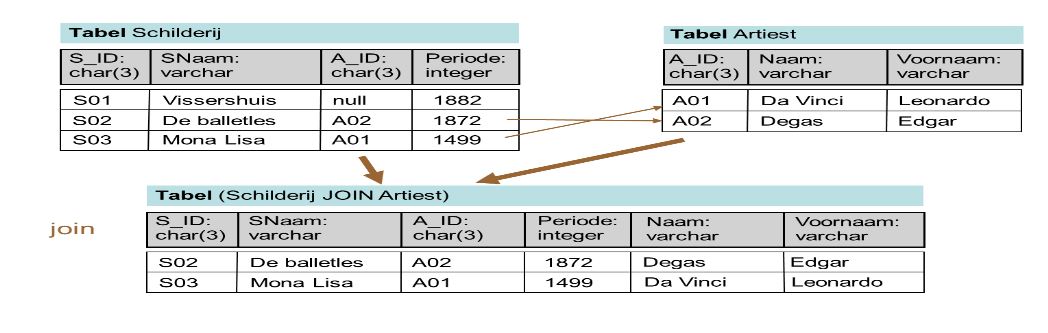 Tabel Schilderij
S_ID: SNaam: A_ID: Periode:
char(3) varchar char(3) integer
S01 Vissershuis null 1882
S02 De balletles A02 1872
S03 Mona Lisa A01 1499
Tabel Artiest
A_ID: Naam: Voornaam:
char(3) varchar varchar
A01 Da Vinci Leonardo
A02 Degas Edgar
join
Tabel (Schilderij JOIN Artiest)
S_ID: SNaam: A_ID: Periode: Naam: Voornaam:
char(3) varchar char(3) integer varchar varchar
S02 De balletles A02 1872 Degas Edgar
S03 Mona Lisa A01 1499 Da Vinci Leonardo